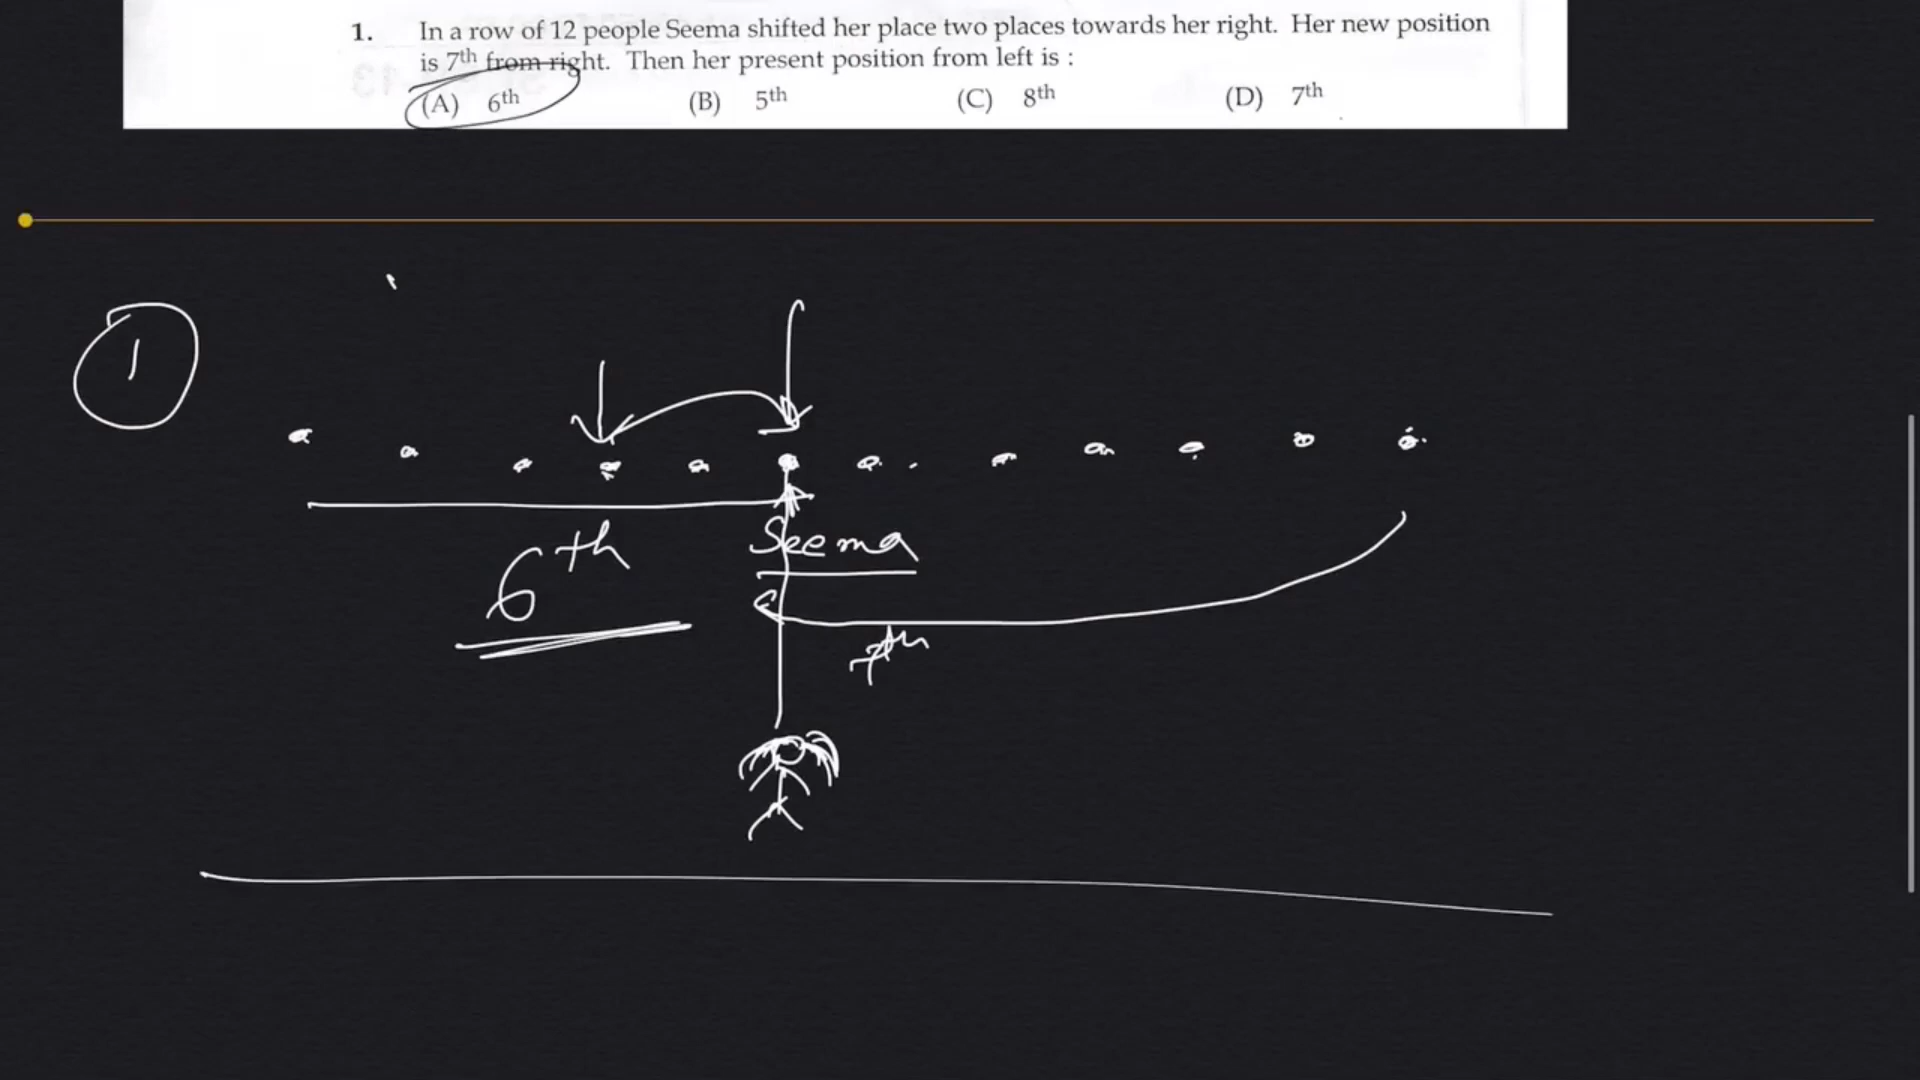 1. In a row of 12 people Seema shifted her place two places towards her right. Her new position
is 7th from right. Then her present position from left is :
(A) 6th (B) 5th (C) 8th (D) 7th
1
6th
Seema
7th